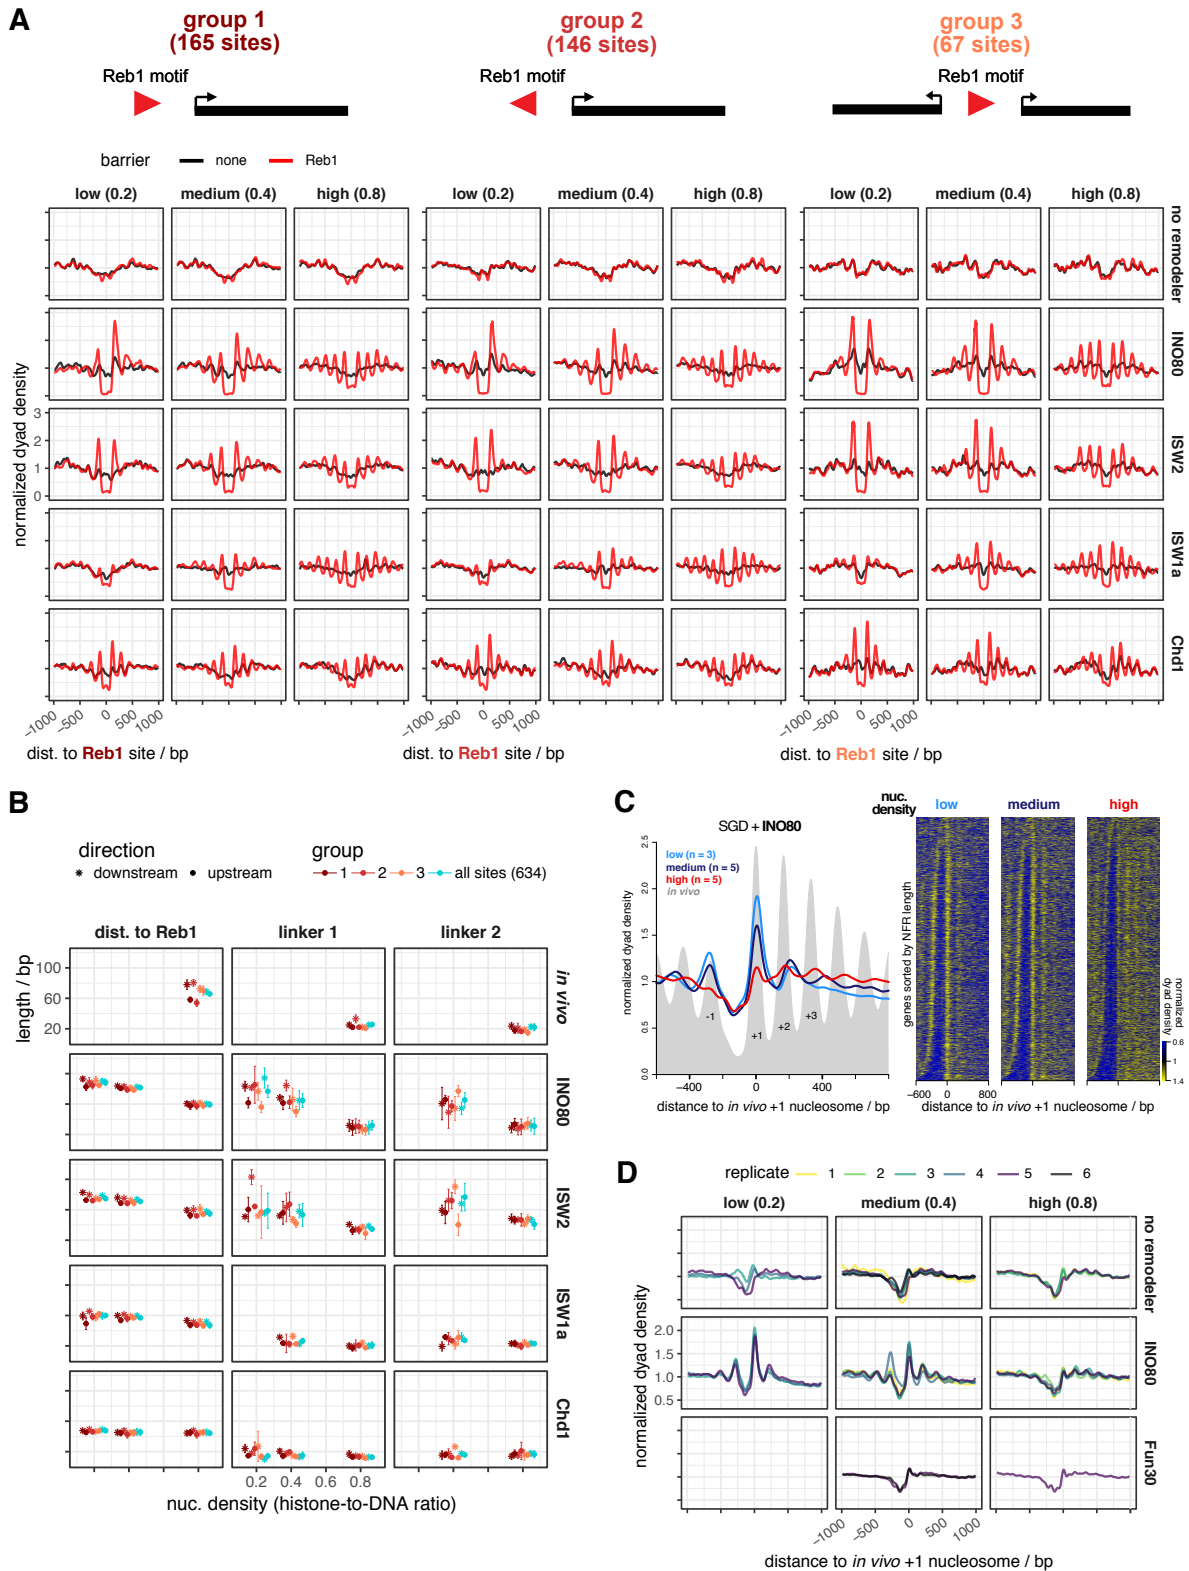 A
group 1
(165 sites)
group 2
(146 sites)
group 3
(67 sites)
Reb1 motif
Reb1 motif
Reb1 motif
barrier none Reb1
low (0.2) medium (0.4) high (0.8) low (0.2) medium (0.4) high (0.8) low (0.2) medium (0.4) high (0.8)
no remodeler
INO80
ISW2
ISW1a
Chd1
normalized dyad density
3
2
1
0
−1000 −500 0 500 1000 −1000 −500 0 500 1000 −1000 −500 0 500 1000
dist. to Reb1 site / bp dist. to Reb1 site / bp dist. to Reb1 site / bp
B
direction
downstream upstream
group
1 2 3 all sites (634)
dist. to Reb1 linker 1 linker 2
length / bp
100
60
20
in vivo
INO80
ISW2
ISW1a
Chd1
0.2 0.4 0.6 0.8
nuc. density (histone-to-DNA ratio)
C
SGD + INO80
low (n = 3)
medium (n = 5)
high (n = 5)
in vivo
normalized dyad density
2.5
2.0
1.5
1.0
0.5
0.0
-1 +1 +2 +3
−400 0 400
distance to in vivo +1 nucleosome / bp
nuc.
density
low medium high
genes sorted by NFR length
−600 0 800
distance to in vivo +1 nucleosome / bp
normalized
dyad density
0.6
1
1.4
D
replicate 1 2 3 4 5 6
low (0.2) medium (0.4) high (0.8)
no remodeler
INO80
Fun30
normalized dyad density
2.0
1.5
1.0
0.5
−1000 −500 0 500 1000
distance to in vivo +1 nucleosome / bp